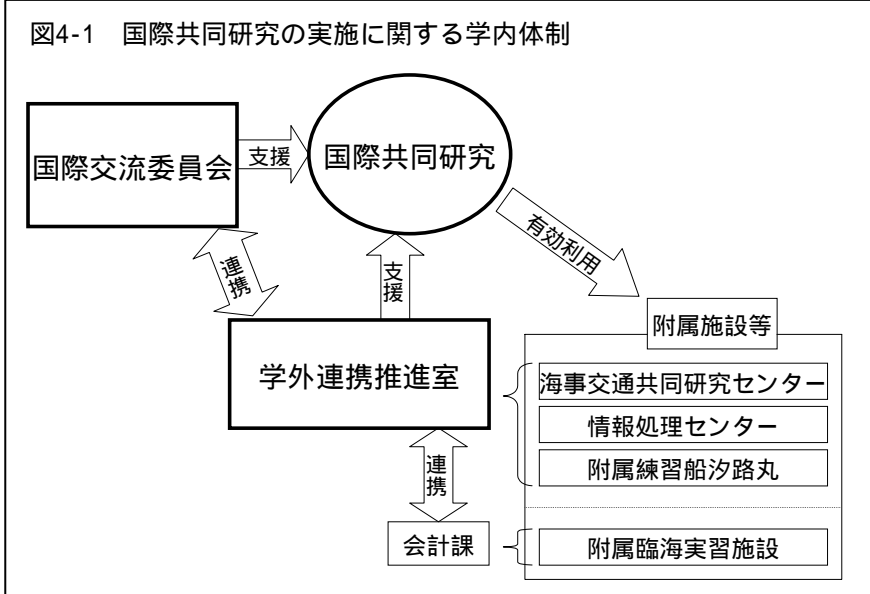 図4-1　国際共同研究の実施に関する学内体制
国際交流委員会
支援
国際共同研究
有効利用
連携
支援
附属施設等
学外連携推進室
海事交通共同研究センター
情報処理センター
附属練習船汐路丸
連携
会計課
附属臨海実習施設